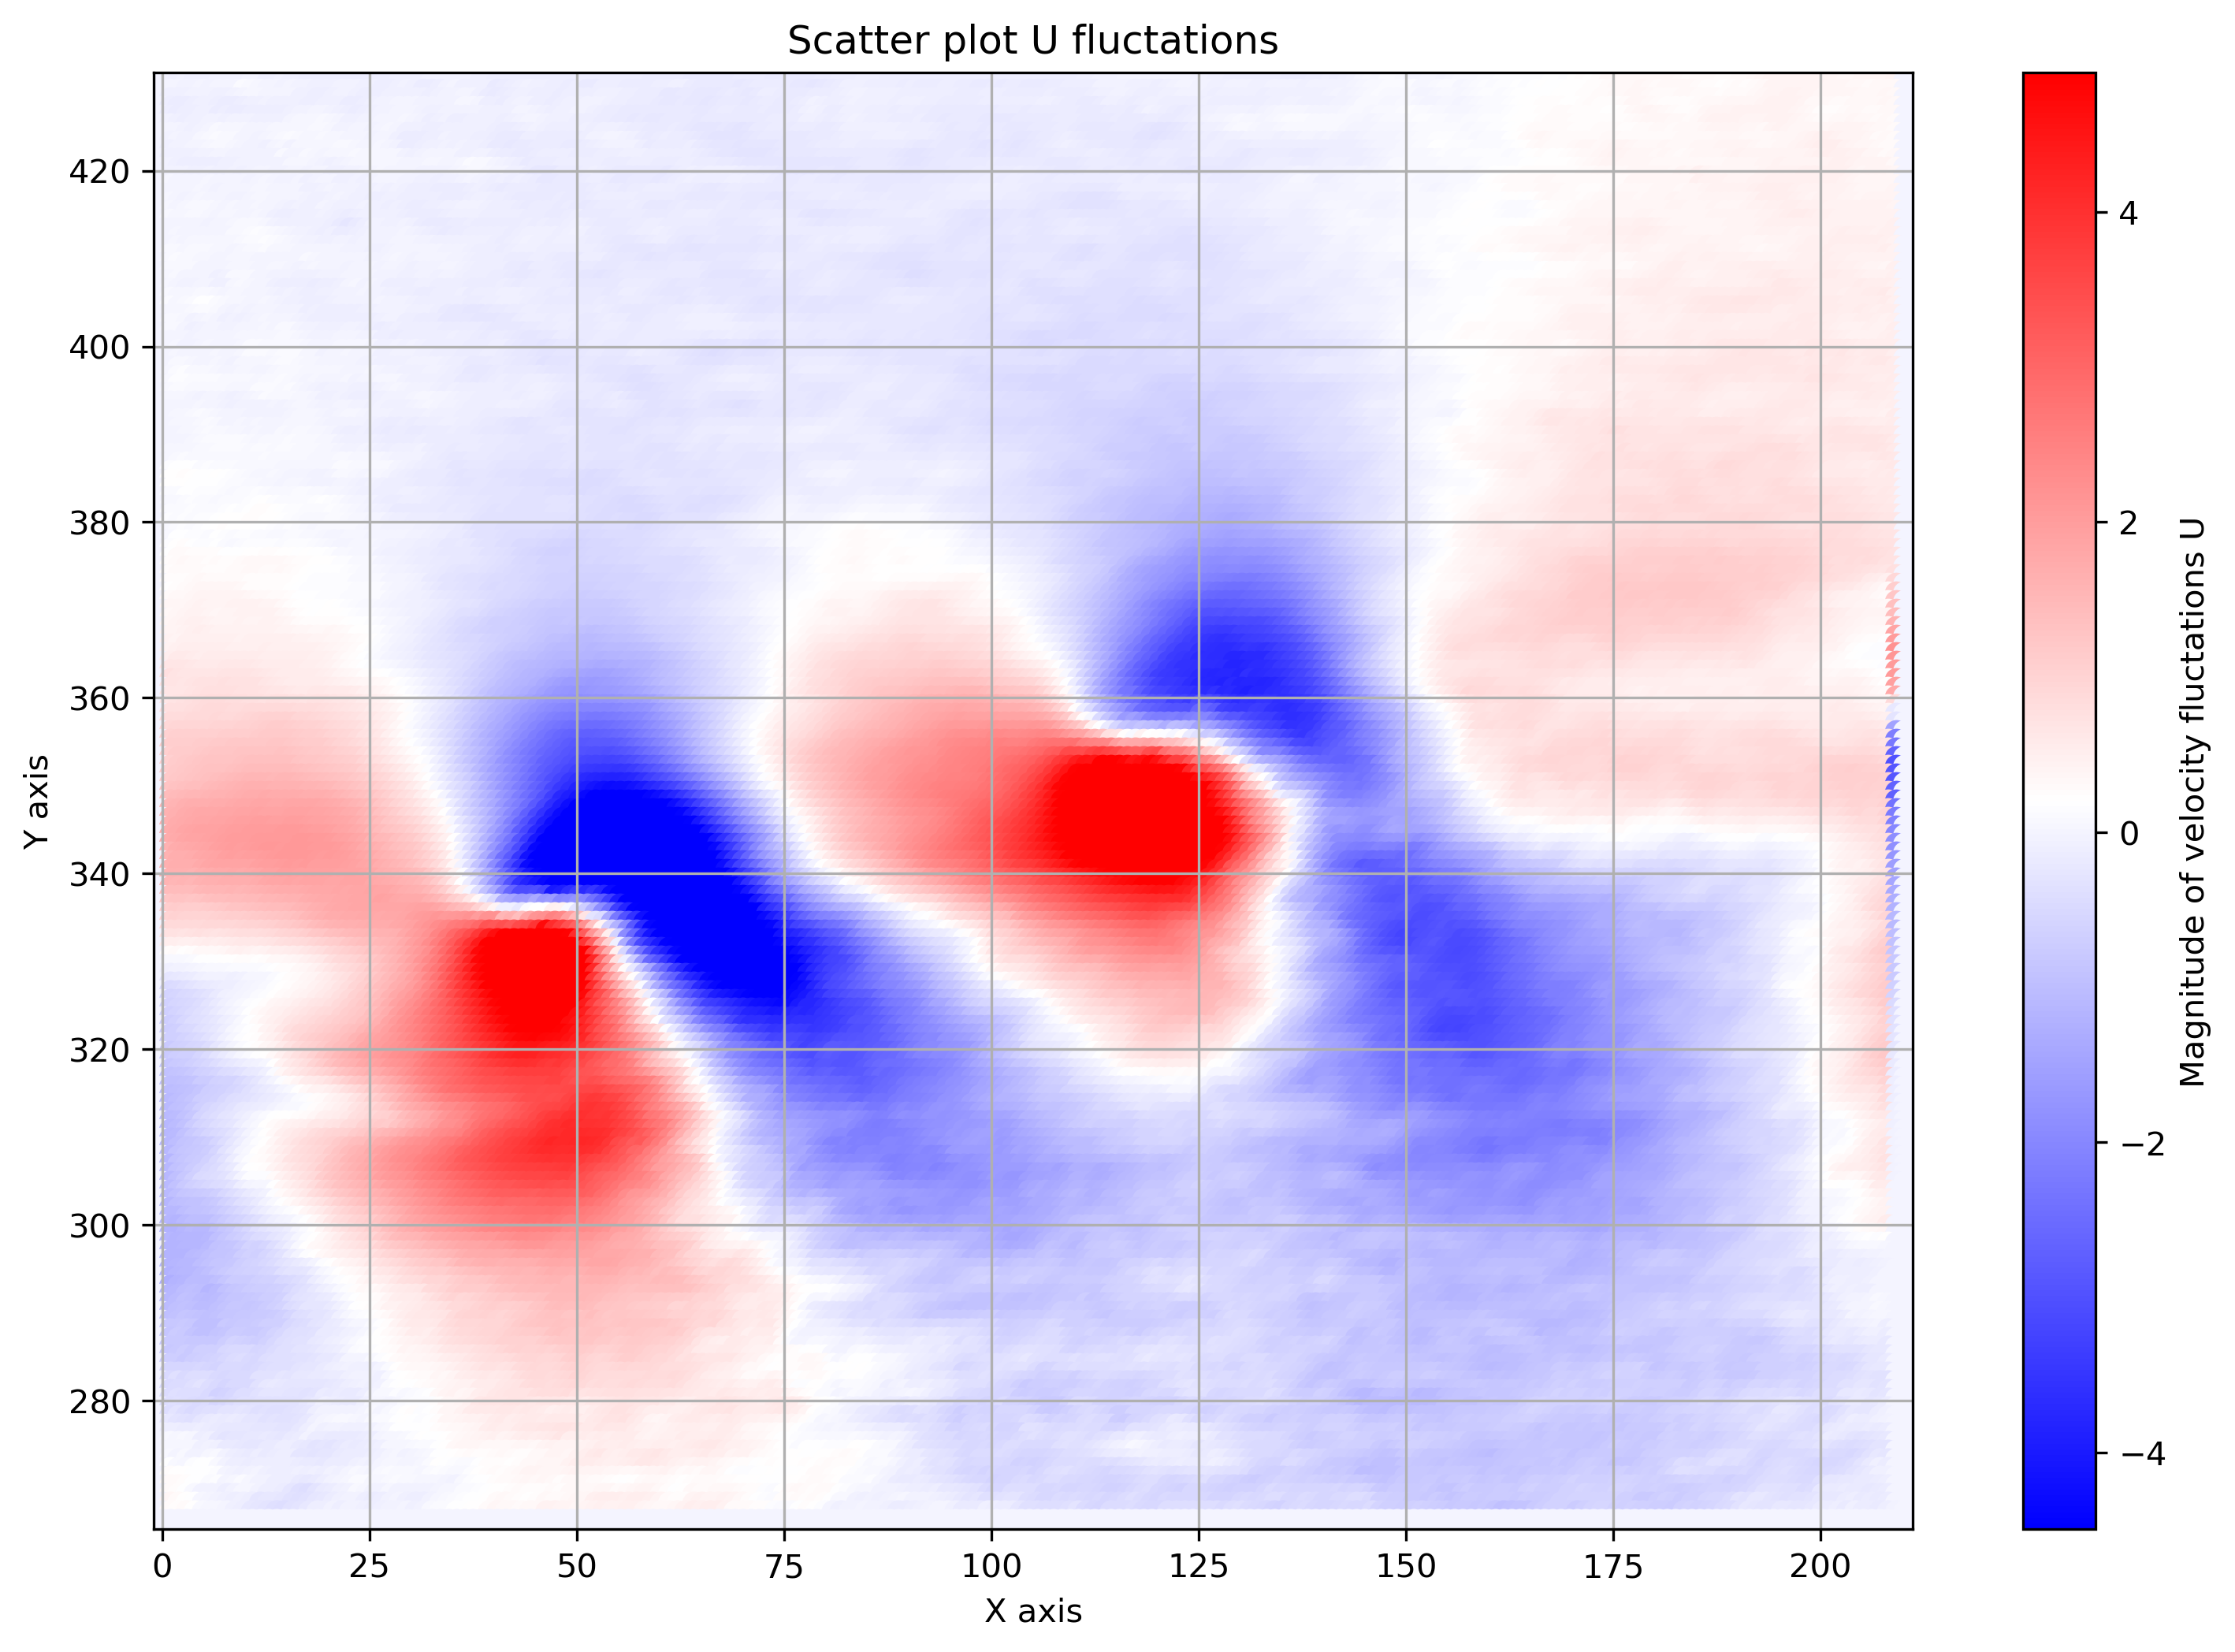 Scatter plot U fluctations
420
400
380
360
340
320
300
280
Y axis
0 25 50 75 100 125 150 175 200
X axis
4
2
0
−2
−4
Magnitude of velocity fluctations U